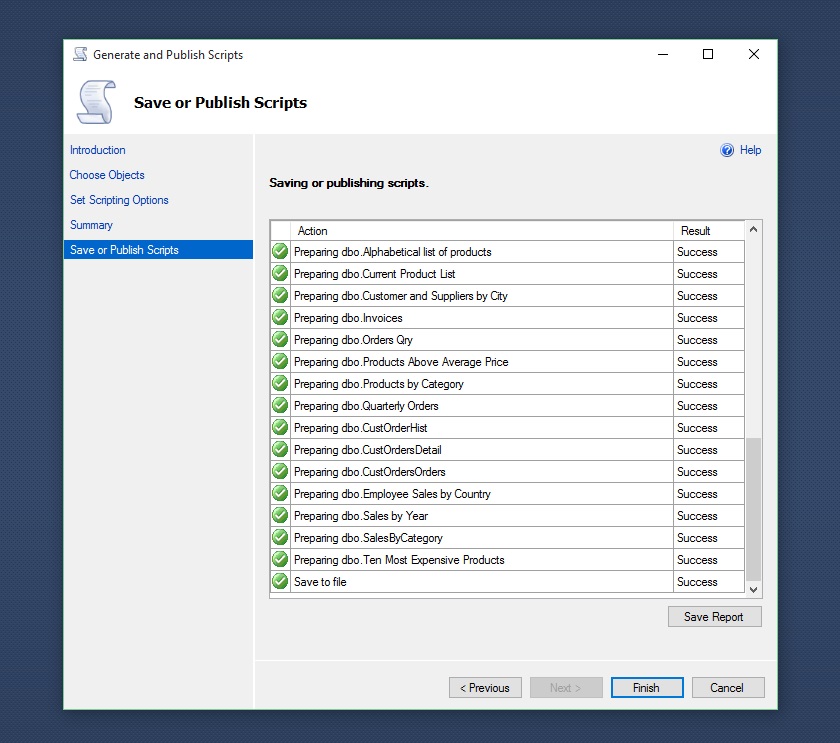 Generate and Publish Scripts
Save or Publish Scripts
Introduction
Choose Objects
Set Scripting Options
Summary
Save or Publish Scripts
Help
Saving or publishing scripts.
Action Result
Preparing dbo.Alphabetical list of products Success
Preparing dbo.Current Product List Success
Preparing dbo.Customer and Suppliers by City Success
Preparing dbo.Invoices Success
Preparing dbo.Orders Qry Success
Preparing dbo.Products Above Average Price Success
Preparing dbo.Products by Category Success
Preparing dbo.Quarterly Orders Success
Preparing dbo.CustOrderHist Success
Preparing dbo.CustOrdersDetail Success
Preparing dbo.CustOrdersOrders Success
Preparing dbo.Employee Sales by Country Success
Preparing dbo.Sales by Year Success
Preparing dbo.SalesByCategory Success
Preparing dbo.Ten Most Expensive Products Success
Save to file Success
Save Report
< Previous Next > Finish Cancel